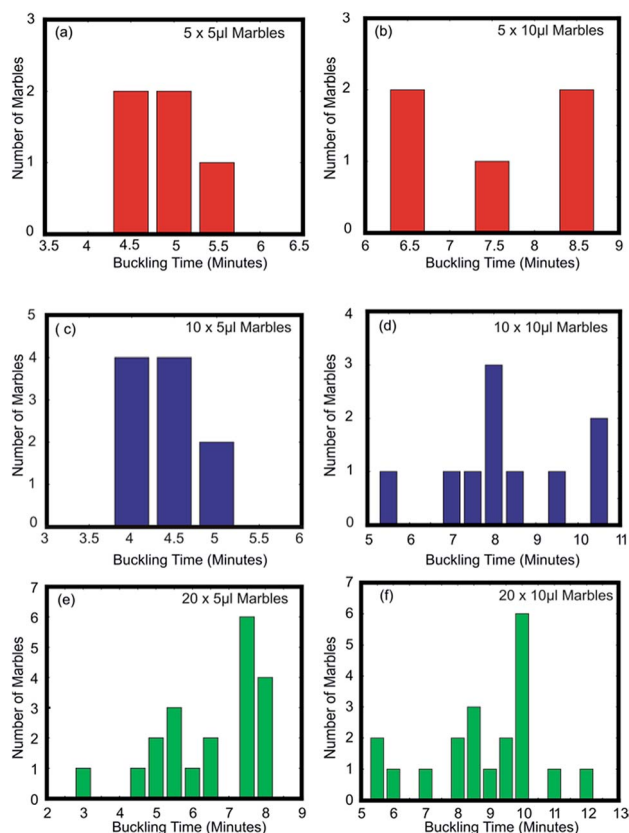 (a) 5 x 5µl Marbles
Number of Marbles
3
2
1
0
3.5 4 4.5 5 5.5 6 6.5
Buckling Time (Minutes)
(b) 5 x 10µl Marbles
Number of Marbles
3
2
1
0
6 6.5 7 7.5 8 8.5 9
Buckling Time (Minutes)
( c) 10 x 5µl Marbles
Number of Marbles
5
4
3
2
1
0
3 3.5 4 4.5 5 5.5 6
Buckling Time (Minutes)
(d) 10 x 10µl Marbles
Number of Marbles
4
3
2
1
0
5 6 7 8 9 10 11
Buckling Time (Minutes)
(e) 20 x 5µl Marbles
Number of Marbles
7
6
5
4
3
2
1
0
2 3 4 5 6 7 8 9
Buckling Time (Minutes)
(f) 20 x 10µl Marbles
Number of Marbles
7
6
5
4
3
2
1
0
5 6 7 8 9 10 11 12 13
Buckling Time (Minutes)